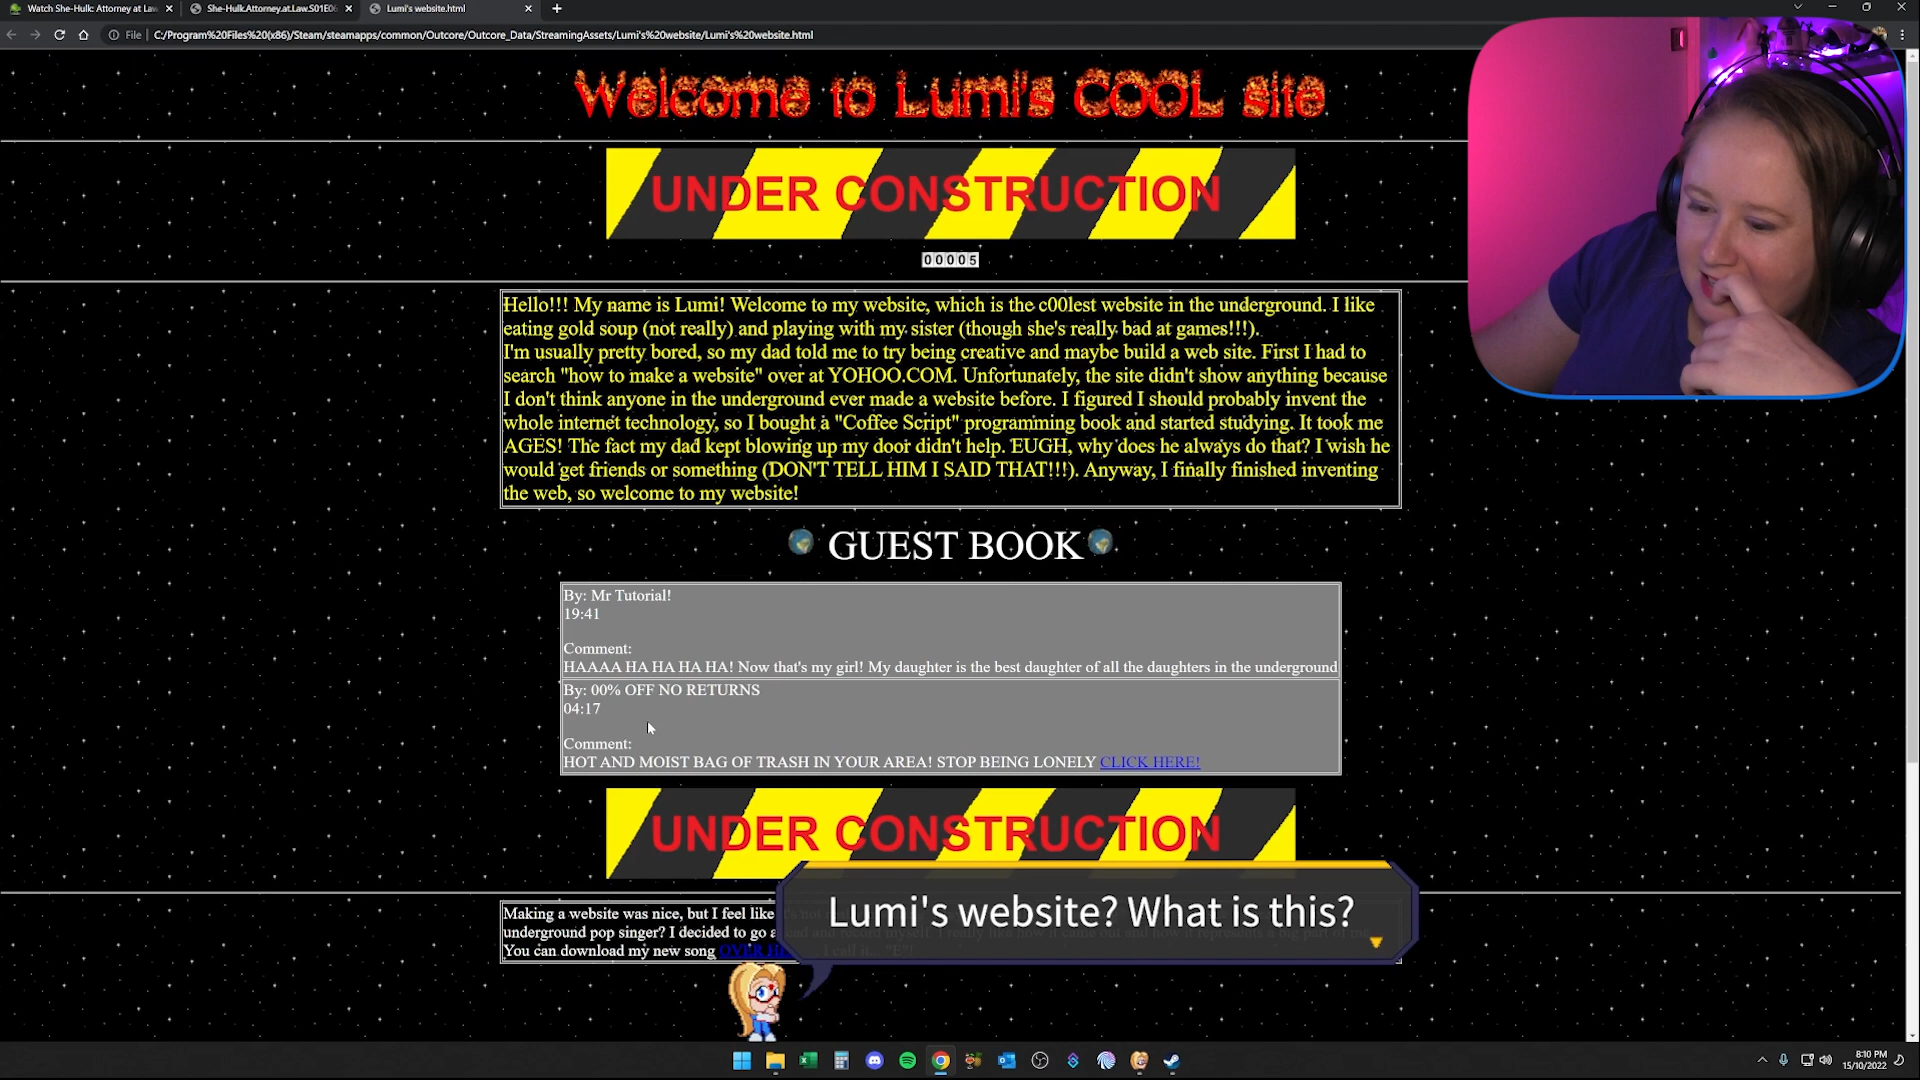 Watch She-Hulk: Attorney at Law
She-Hulk.Attorney.at.Law.S01E0
Lumi's website.html
File
C:/Program%20Files%20(x86)/Steam/steamapps/common/Outcore/Outcore_Data/StreamingAssets/Lumi's%20website/Lumi's%20website.html
Welcome to Lumi's COOL site
UNDER CONSTRUCTION
00005
Hello!!! My name is Lumi! Welcome to my website, which is the c00lest website in the underground. I like
eating gold soup (not really) and playing with my sister (though she's really bad at games!!!).
I'm usually pretty bored, so my dad told me to try being creative and maybe build a web site. First I had to
search "how to make a website" over at YOHOO.COM. Unfortunately, the site didn't show anything because
I don't think anyone in the underground ever made a website before. I figured I should probably invent the
whole internet technology, so I bought a "Coffee Script" programming book and started studying. It took me
AGES! The fact my dad kept blowing up my door didn't help. EUGH, why does he always do that? I wish he
would get friends or something (DON'T TELL HIM I SAID THAT!!!). Anyway, I finally finished inventing
the web, so welcome to my website!
GUEST BOOK
By: Mr Tutorial!
19:41
Comment:
HAAAA HA HA HA HA! Now that's my girl! My daughter is the best daughter of all the daughters in the underground
By: 00% OFF NO RETURNS
04:17
Comment:
HOT AND MOIST BAG OF TRASH IN YOUR AREA! STOP BEING LONELY CLICK HERE!
UNDER CONSTRUCTION
Making a website was nice, but I feel like
underground pop singer? I decided to go a
You can download my new song OVER HE
Lumi's website? What is this?
8:10 PM
15/10/2022